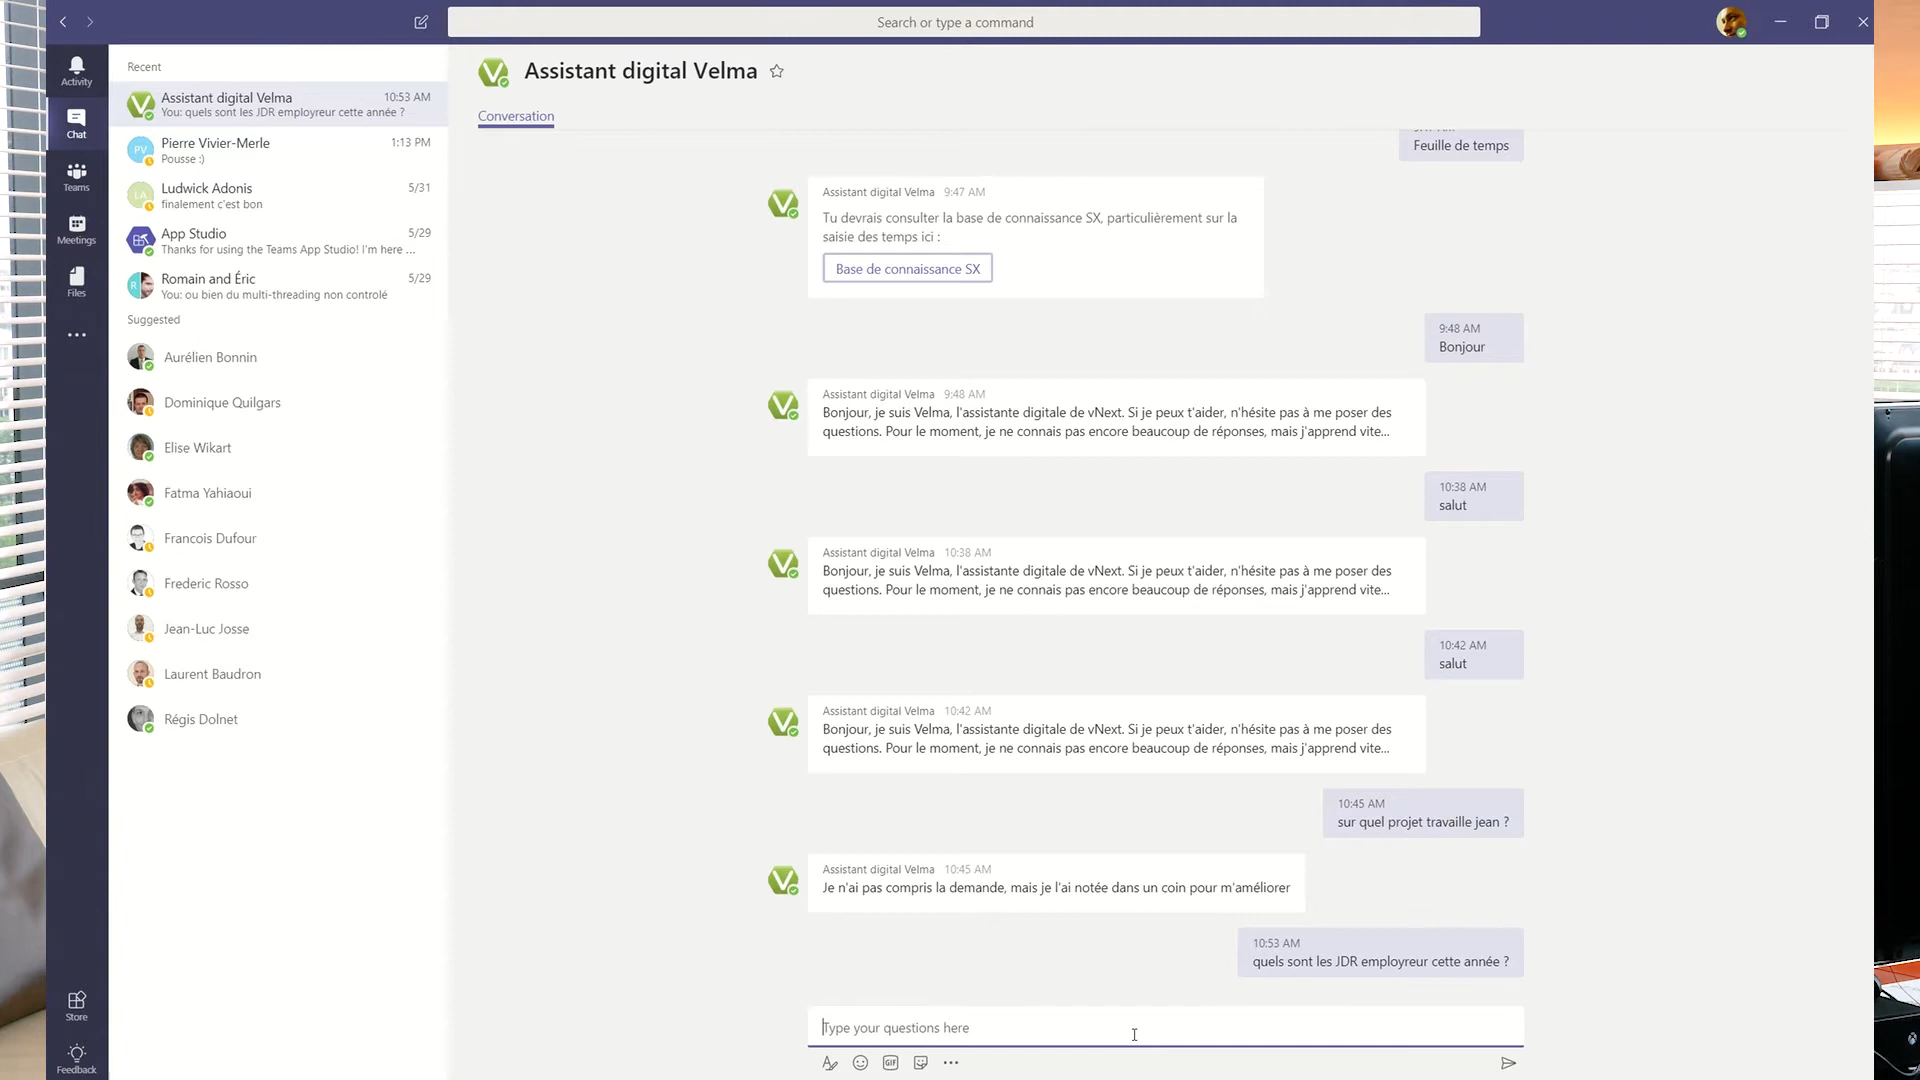 Search or type a command
Activity
Chat
Teams
Meetings
Files
Store
Feedback
Recent
Assistant digital Velma 10:53 AM
You: quels sont les JDR employreur cette année ?
PV
Pierre Vivier-Merle 1:13 PM
Pousse :)
LA
Ludwick Adonis 5/31
finalement c'est bon
App Studio 5/29
Thanks for using the Teams App Studio! I'm here ...
R
Romain and Éric 5/29
You: ou bien du multi-threading non controlé
Suggested
Aurélien Bonnin
Dominique Quilgars
Elise Wikart
Fatma Yahiaoui
Francois Dufour
Frederic Rosso
Jean-Luc Josse
Laurent Baudron
Régis Dolnet
V
Assistant digital Velma
Conversation
Feuille de temps
Assistant digital Velma 9:47 AM
Tu devrais consulter la base de connaissance SX, particulièrement sur la
saisie des temps ici :
Base de connaissance SX
9:48 AM
Bonjour
Assistant digital Velma 9:48 AM
Bonjour, je suis Velma, l'assistante digitale de vNext. Si je peux t'aider, n'hésite pas à me poser des
questions. Pour le moment, je ne connais pas encore beaucoup de réponses, mais j'apprend vite...
10:38 AM
salut
Assistant digital Velma 10:38 AM
Bonjour, je suis Velma, l'assistante digitale de vNext. Si je peux t'aider, n'hésite pas à me poser des
questions. Pour le moment, je ne connais pas encore beaucoup de réponses, mais j'apprend vite...
10:42 AM
salut
Assistant digital Velma 10:42 AM
Bonjour, je suis Velma, l'assistante digitale de vNext. Si je peux t'aider, n'hésite pas à me poser des
questions. Pour le moment, je ne connais pas encore beaucoup de réponses, mais j'apprend vite...
10:45 AM
sur quel projet travaille jean ?
Assistant digital Velma 10:45 AM
Je n'ai pas compris la demande, mais je l'ai notée dans un coin pour m'améliorer
10:53 AM
quels sont les JDR employreur cette année ?
Type your questions here
GIF